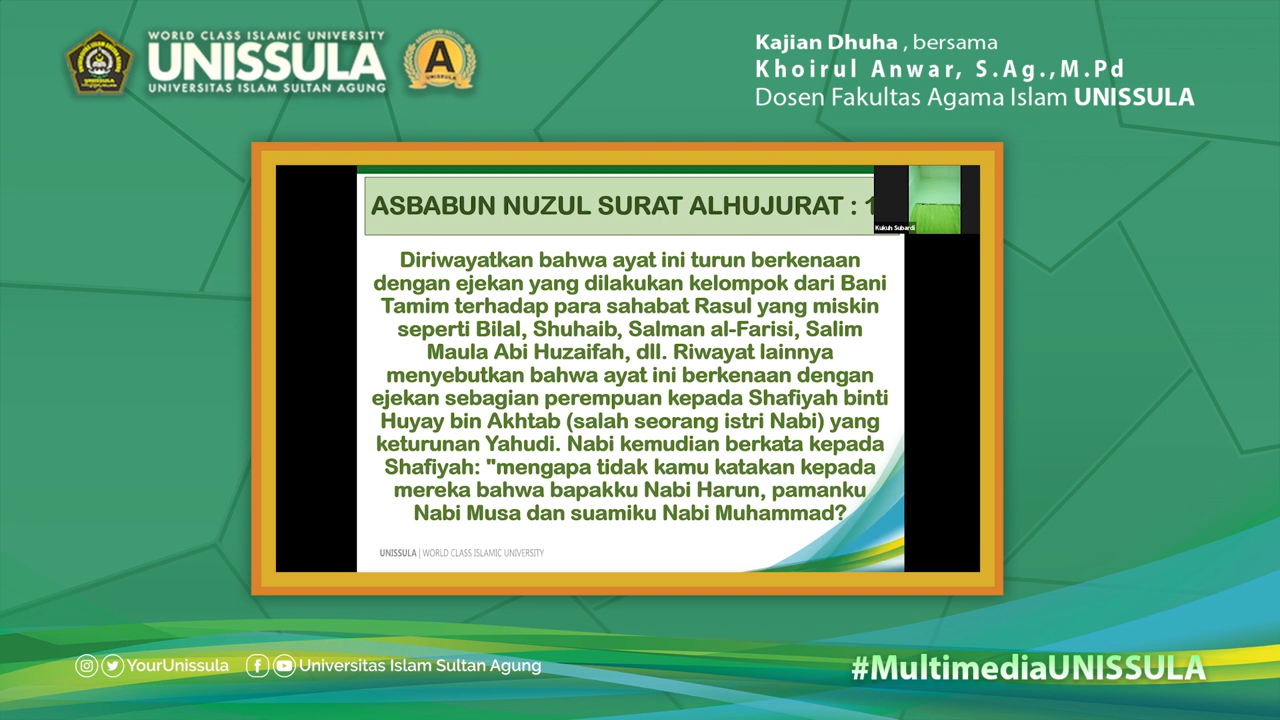 WORLD CLASS ISLAMIC UNIVERSITY
UNISSULA
UNIVERSITAS ISLAM SULTAN AGUNG
A
UNISSULA
Kajian Dhuha , bersama
Khoirul Anwar, S.Ag.,M.Pd
Dosen Fakultas Agama Islam UNISSULA
ASBABUN NUZUL SURAT ALHUJURAT : 1
Kukuh Subardi
Diriwayatkan bahwa ayat ini turun berkenaan
dengan ejekan yang dilakukan kelompok dari Bani
Tamim terhadap para sahabat Rasul yang miskin
seperti Bilal, Shuhaib, Salman al-Farisi, Salim
Maula Abi Huzaifah, dll. Riwayat lainnya
menyebutkan bahwa ayat ini berkenaan dengan
ejekan sebagian perempuan kepada Shafiyah binti
Huyay bin Akhtab (salah seorang istri Nabi) yang
keturunan Yahudi. Nabi kemudian berkata kepada
Shafiyah: "mengapa tidak kamu katakan kepada
mereka bahwa bapakku Nabi Harun, pamanku
Nabi Musa dan suamiku Nabi Muhammad?
UNISSULA | WORLD CLASS ISLAMIC UNIVERSITY
YourUnissula
Universitas Islam Sultan Agung
#MultimediaUNISSULA